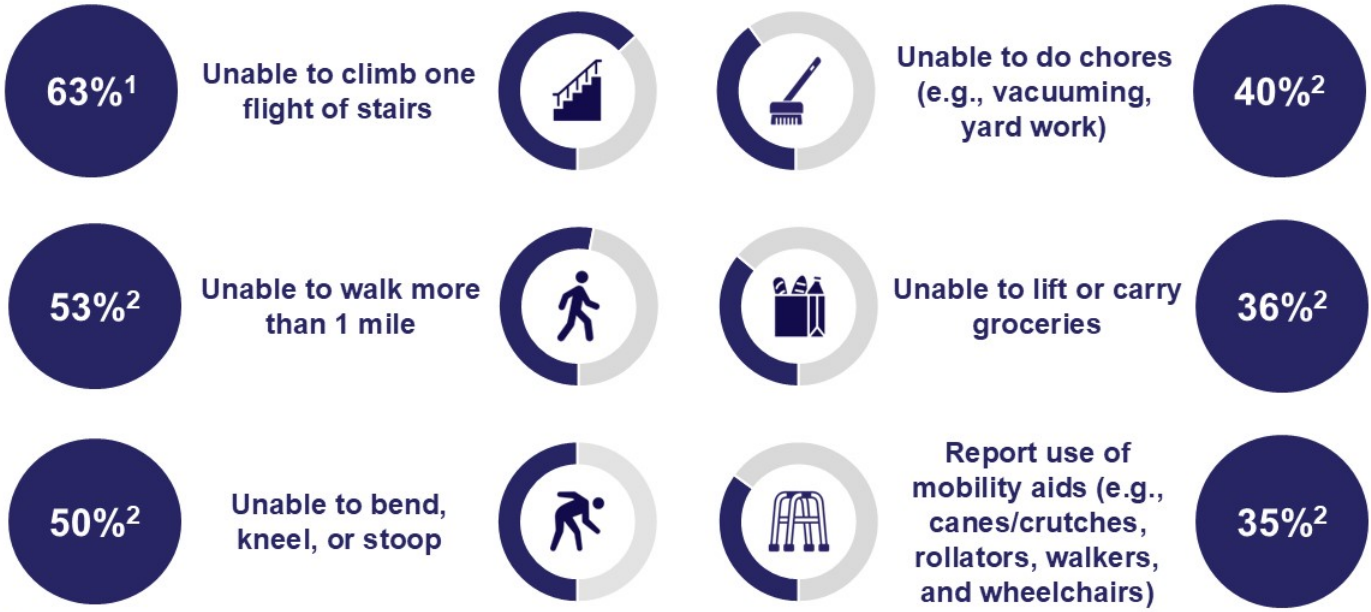 63%¹
Unable to climb one
flight of stairs
Unable to do chores
(e.g., vacuuming,
yard work)
40%²
53%²
Unable to walk more
than 1 mile
Unable to lift or carry
groceries
36%²
50%²
Unable to bend,
kneel, or stoop
Report use of
mobility aids (e.g.,
canes/crutches,
rollators, walkers,
and wheelchairs)
35%²